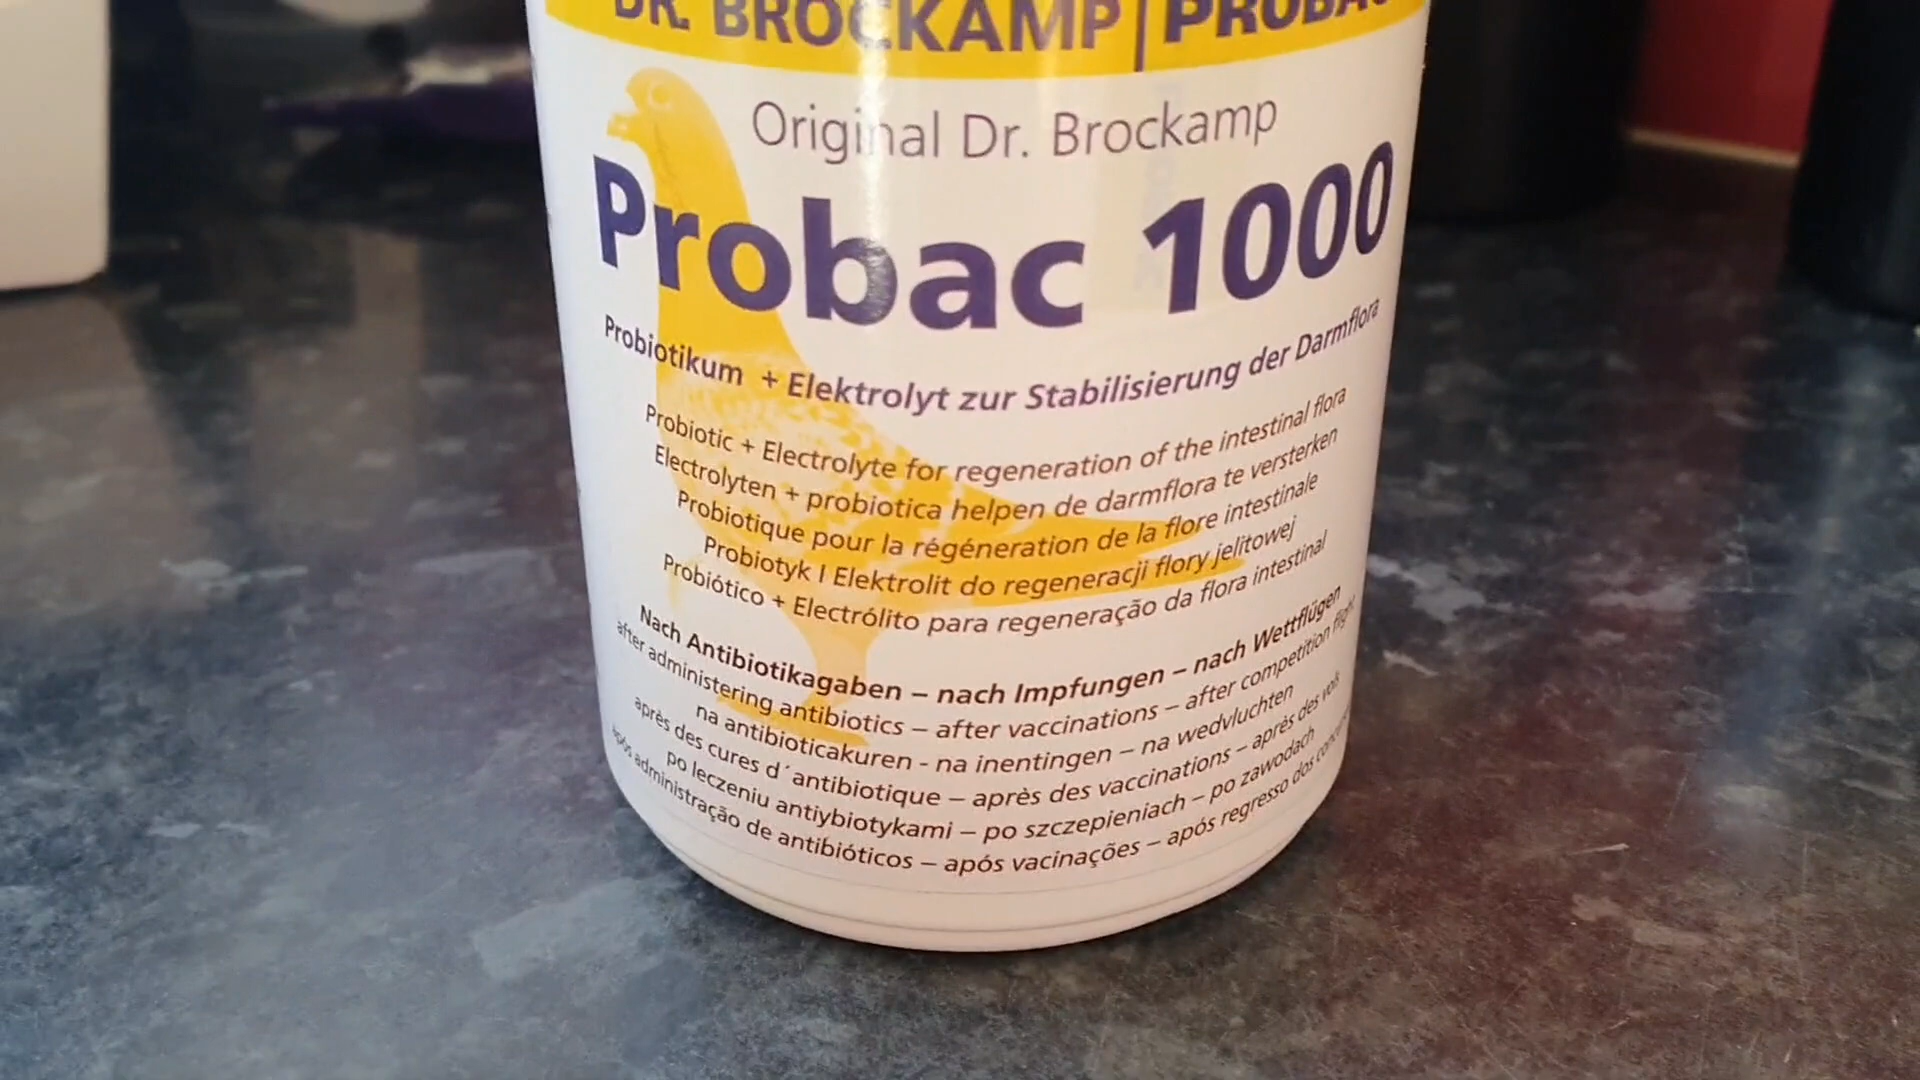 DR. BROCKAMP | PROBAC
Original Dr. Brockamp
Probac 1000
Probiotikum + Elektrolyt zur Stabilisierung der Darmflora
Probiotic + Electrolyte for regeneration of the intestinal flora
Electrolyten + probiotica helpen de darmflora te versterken
Probiotique pour la régéneration de la flore intestinale
Probiotyk I Elektrolit do regeneracji flory jelitowej
Probiótico + Electrólito para regeneração da flora intestinal
Nach Antibiotikagaben – nach Impfungen – nach Wettflügen
after administering antibiotics – after vaccinations – after competition flight
na antibioticakuren - na inentingen – na wedvluchten
après des cures d´antibiotique – après des vaccinations – après des vols
po leczeniu antiybiotykami – po szczepieniach – po zawodach
após administração de antibióticos – após vacinações – após regresso dos